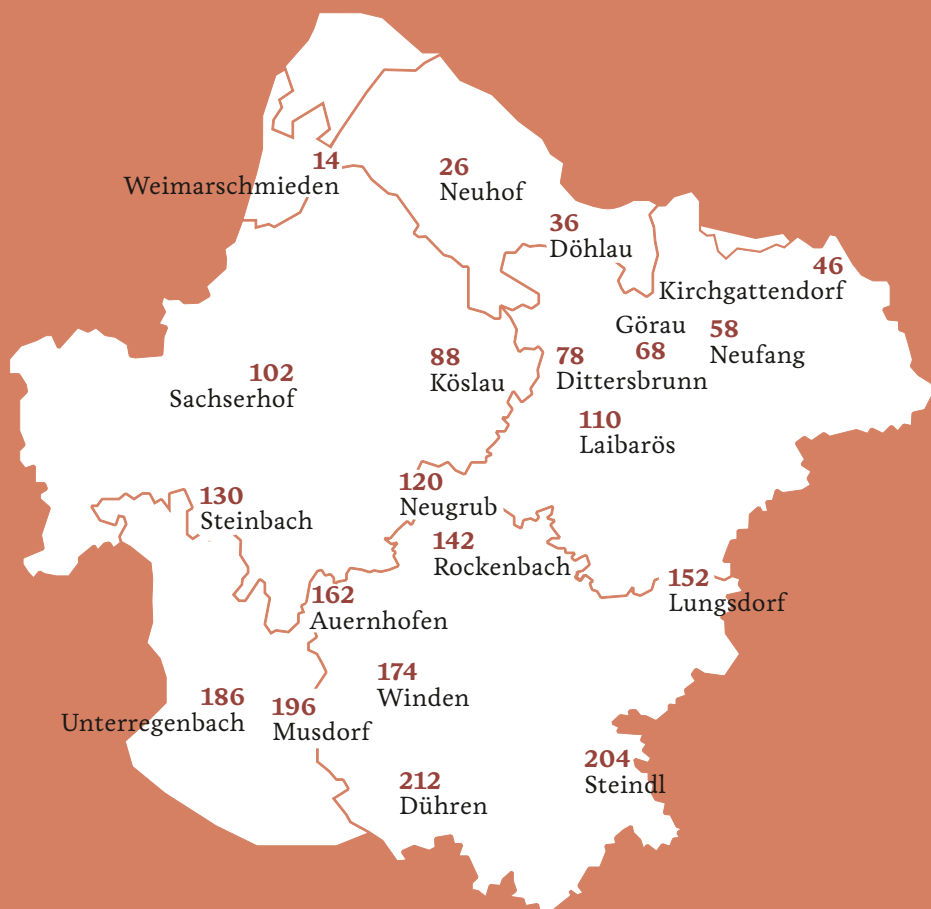 14
Weimarschmieden
26
Neuhof
36
Döhlau
46
Kirchgattendorf
Görau
68
58
Neufang
78
Dittersbrunn
88
Köslau
102
Sachserhof
110
Laibarös
120
Neugrub
130
Steinbach
142
Rockenbach
152
Lungsdorf
162
Auernhofen
174
Winden
186
Unterregenbach
196
Musdorf
204
Steindl
212
Dühren